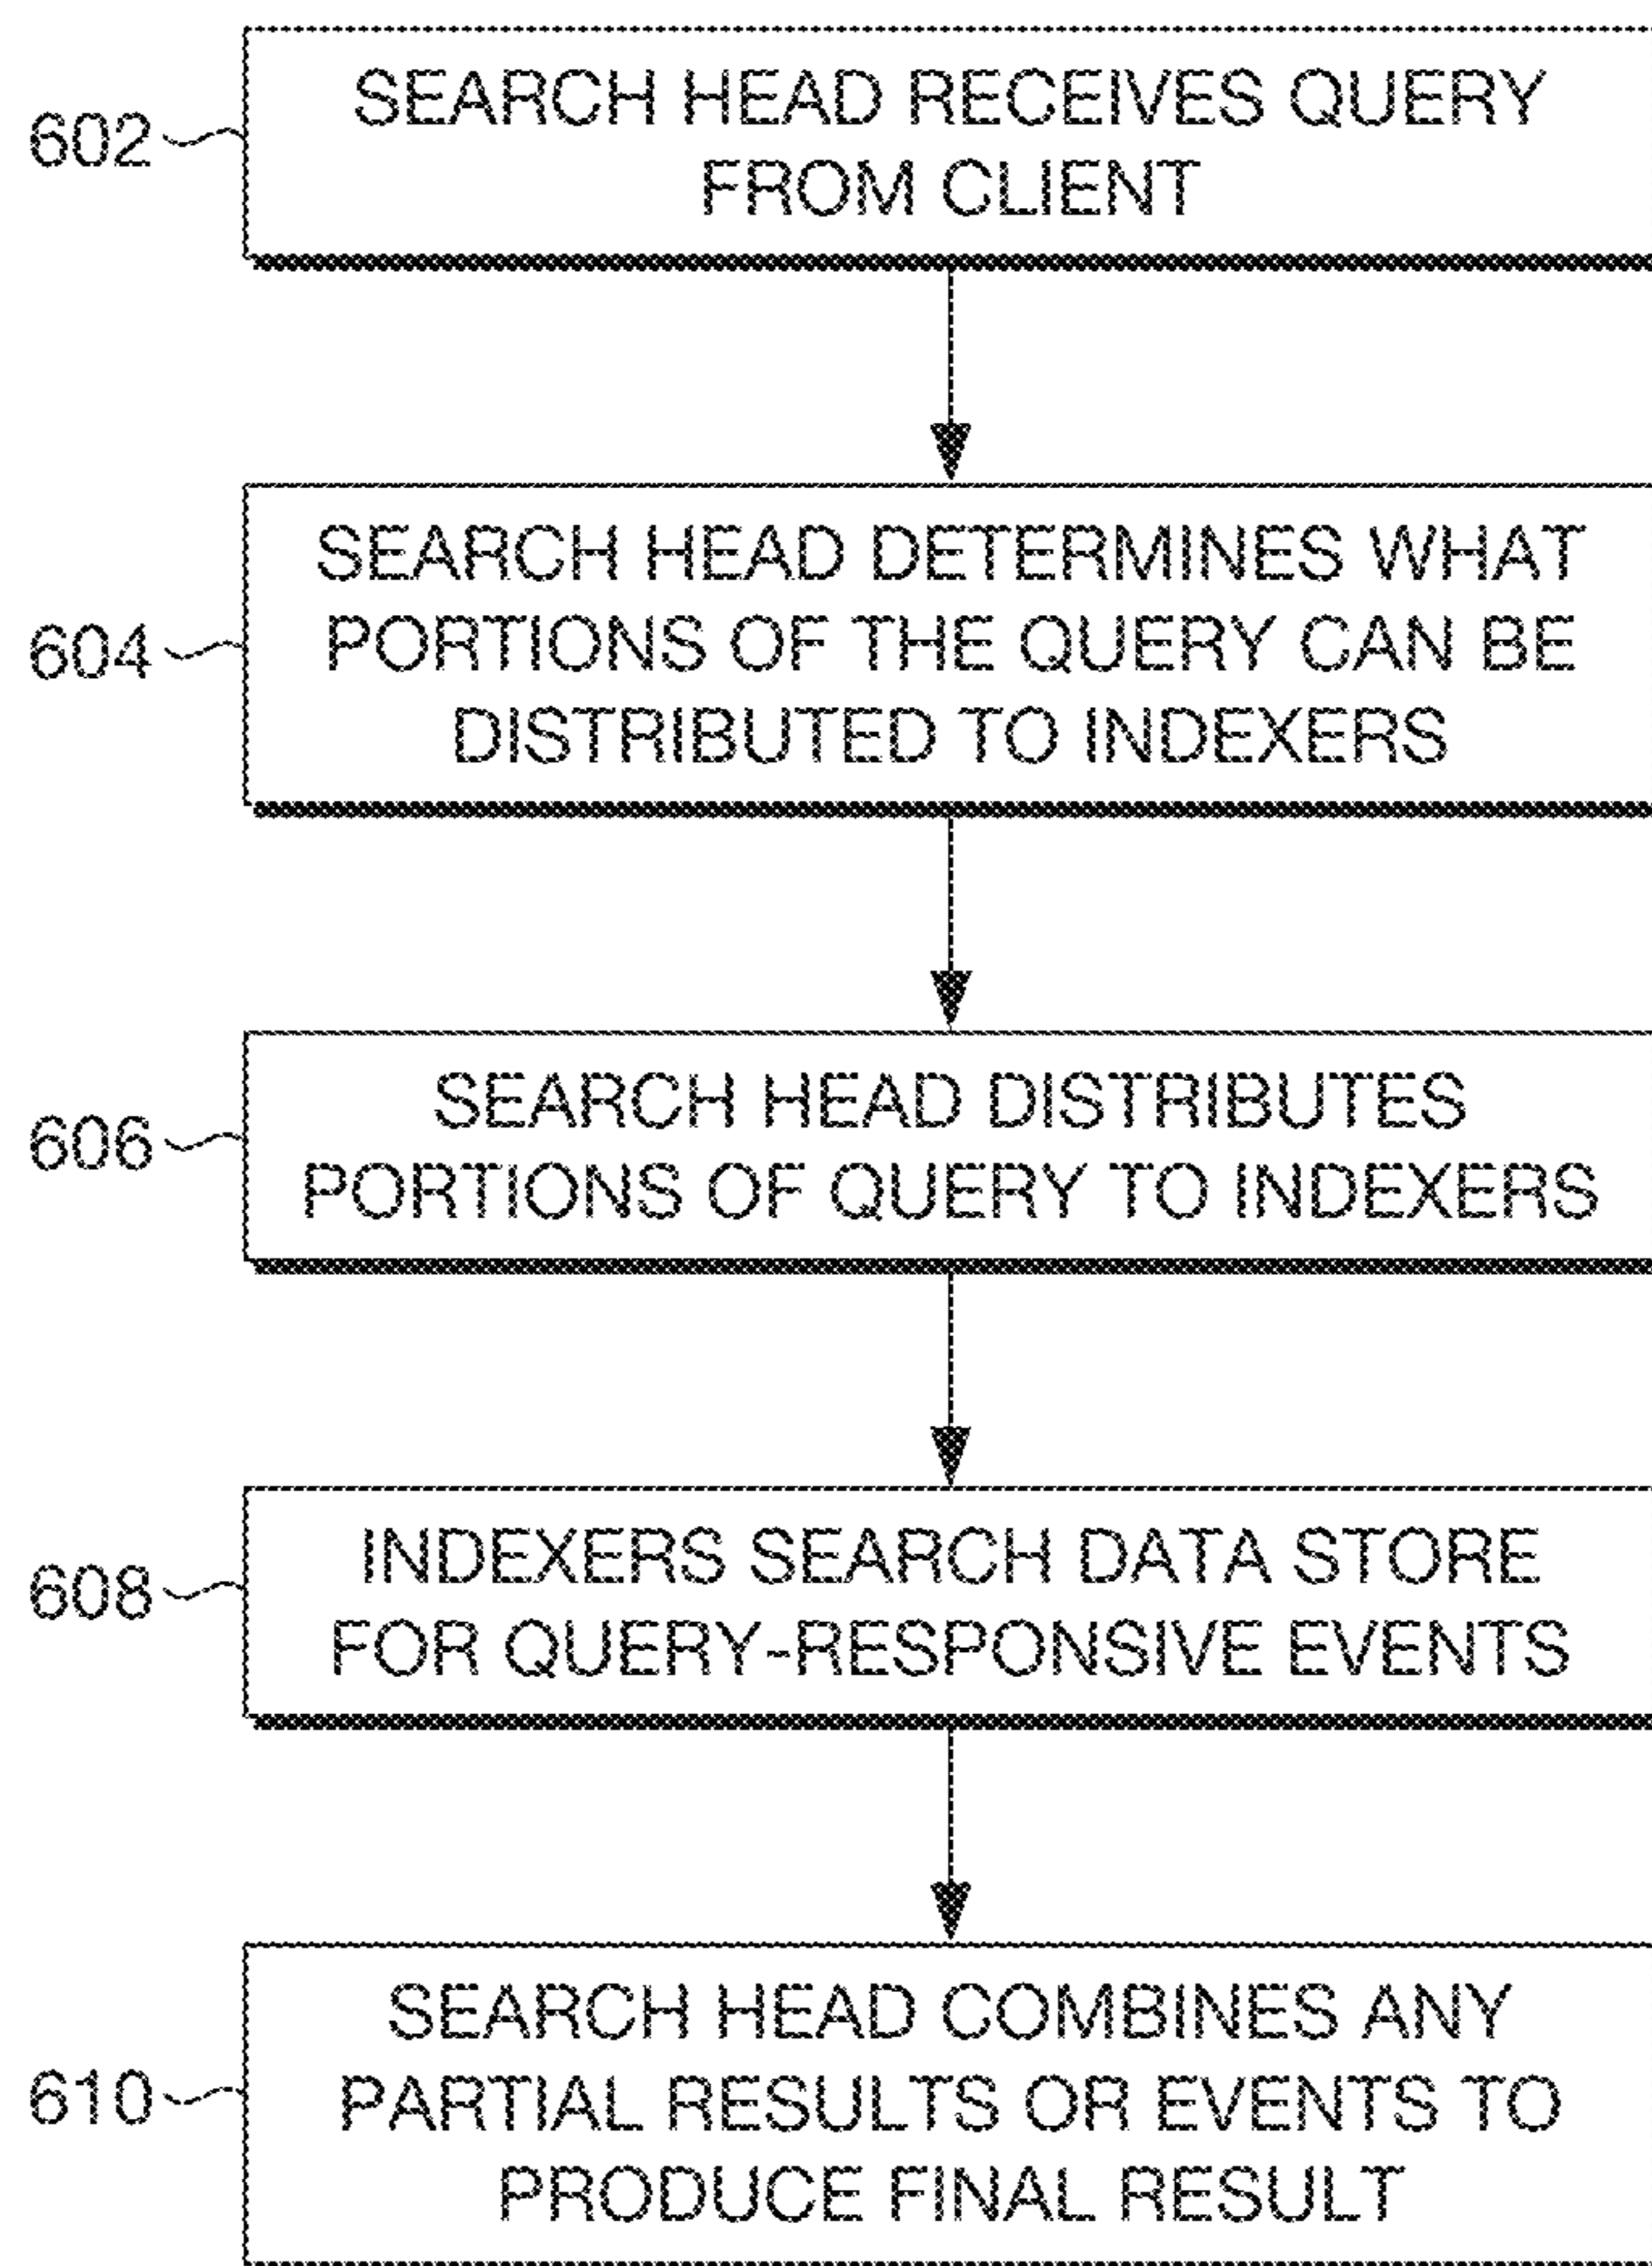 602
SEARCH HEAD RECEIVES QUERY
FROM CLIENT
604
SEARCH HEAD DETERMINES WHAT
PORTIONS OF THE QUERY CAN BE
DISTRIBUTED TO INDEXERS
606
SEARCH HEAD DISTRIBUTES
PORTIONS OF QUERY TO INDEXERS
608
INDEXERS SEARCH DATA STORE
FOR QUERY-RESPONSIVE EVENTS
610
SEARCH HEAD COMBINES ANY
PARTIAL RESULTS OR EVENTS TO
PRODUCE FINAL RESULT